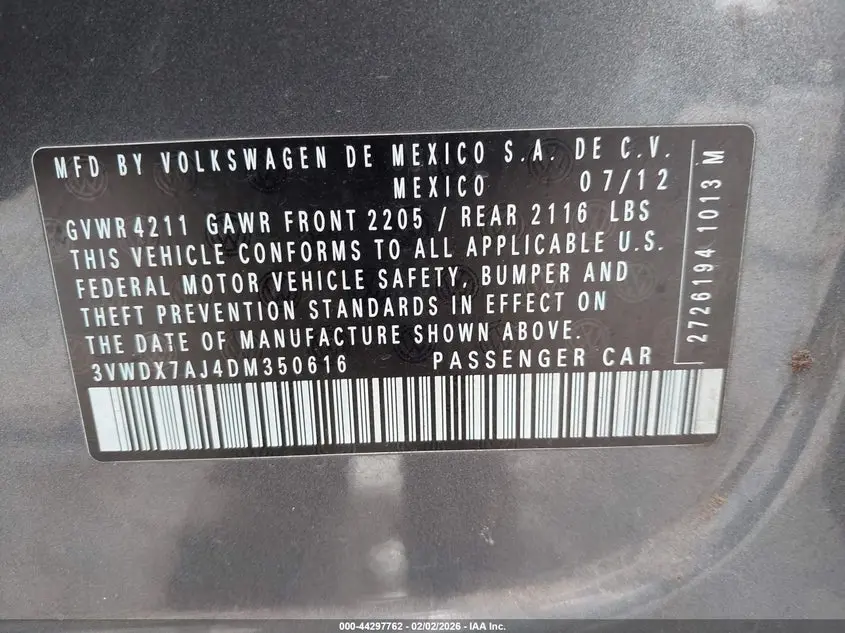 MFD BY VOLKSWAGEN DE MEXICO S.A. DE C.V.
MEXICO 07/12
GVWR4211 GAWR FRONT 2205 / REAR 2116 LBS
THIS VEHICLE CONFORMS TO ALL APPLICABLE U.S.
FEDERAL MOTOR VEHICLE SAFETY, BUMPER AND
THEFT PREVENTION STANDARDS IN EFFECT ON
THE DATE OF MANUFACTURE SHOWN ABOVE.
3VWDX7AJ4DM350616 PASSENGER CAR
2726194 1013 M
000-44297762 - 02/02/2026 - IAA Inc.